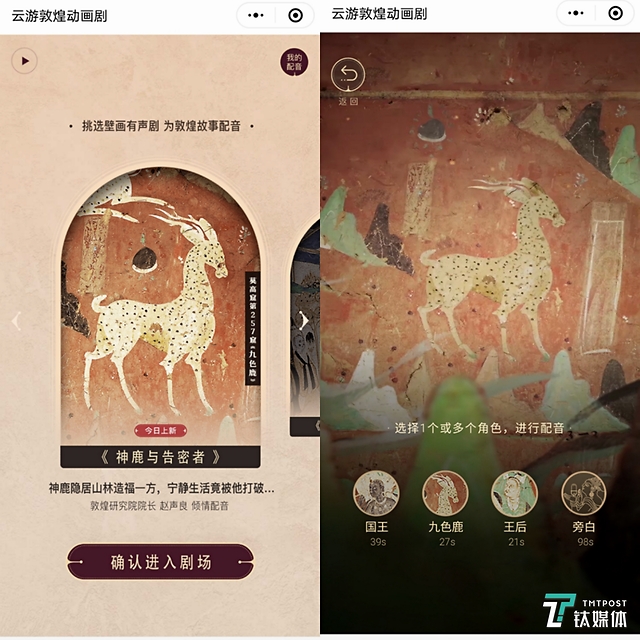 云游敦煌动画剧
我的
配音
• 挑选壁画有声剧 为敦煌故事配音 •
莫高窟第257窟《九色鹿》
今日上新
《 神鹿与告密者 》
神鹿隐居山林造福一方，宁静生活竟被他打破...
敦煌研究院院长 赵声良 倾情配音
确认进入剧场
云游敦煌动画剧
返回
选择1个或多个角色，进行配音
国王
39s
九色鹿
27s
王后
21s
旁白
98s
TMTPOST
钛媒体